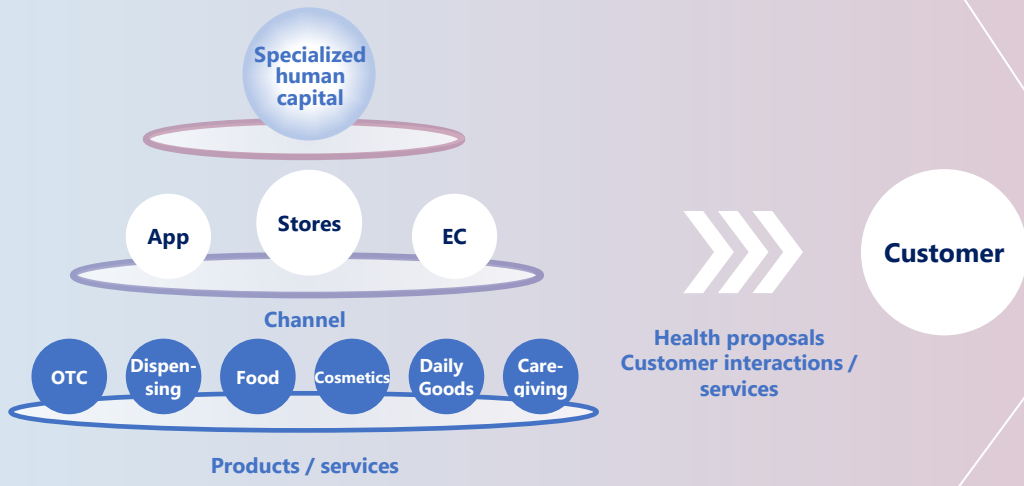 Specialized
human
capital
App
Stores
EC
Channel
OTC
Dispen-
sing
Food
Cosmetics
Daily
Goods
Care-
giving
Products / services
Health proposals
Customer interactions /
services
Customer